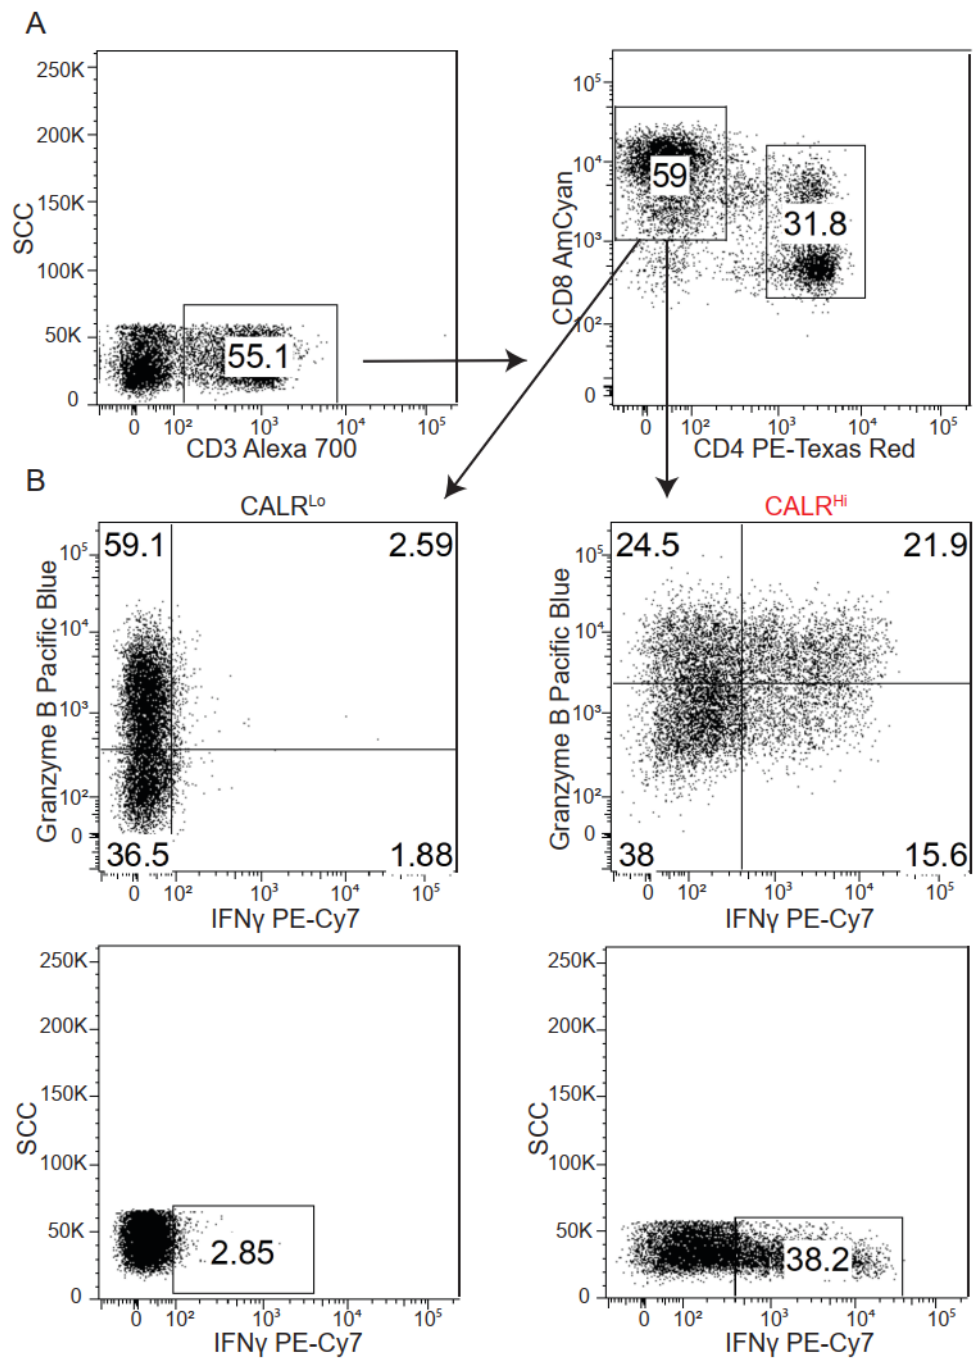 A
250K
200K
150K
100K
50K
0
SCC
55.1
0 10² 10³ 10⁴ 10⁵
CD3 Alexa 700
10⁵
10⁴
10³
10²
0
CD8 AmCyan
59
31.8
0 10² 10³ 10⁴ 10⁵
CD4 PE-Texas Red
B
CALRᴸᵒ
59.1 2.59
10⁵
10⁴
10³
10²
0
Granzyme B Pacific Blue
36.5 1.88
0 10² 10³ 10⁴ 10⁵
IFNγ PE-Cy7
CALRᴴⁱ
24.5 21.9
10⁵
10⁴
10³
10²
0
Granzyme B Pacific Blue
38 15.6
0 10² 10³ 10⁴ 10⁵
IFNγ PE-Cy7
250K
200K
150K
100K
50K
0
SCC
2.85
0 10² 10³ 10⁴ 10⁵
IFNγ PE-Cy7
250K
200K
150K
100K
50K
0
SCC
38.2
0 10² 10³ 10⁴ 10⁵
IFNγ PE-Cy7